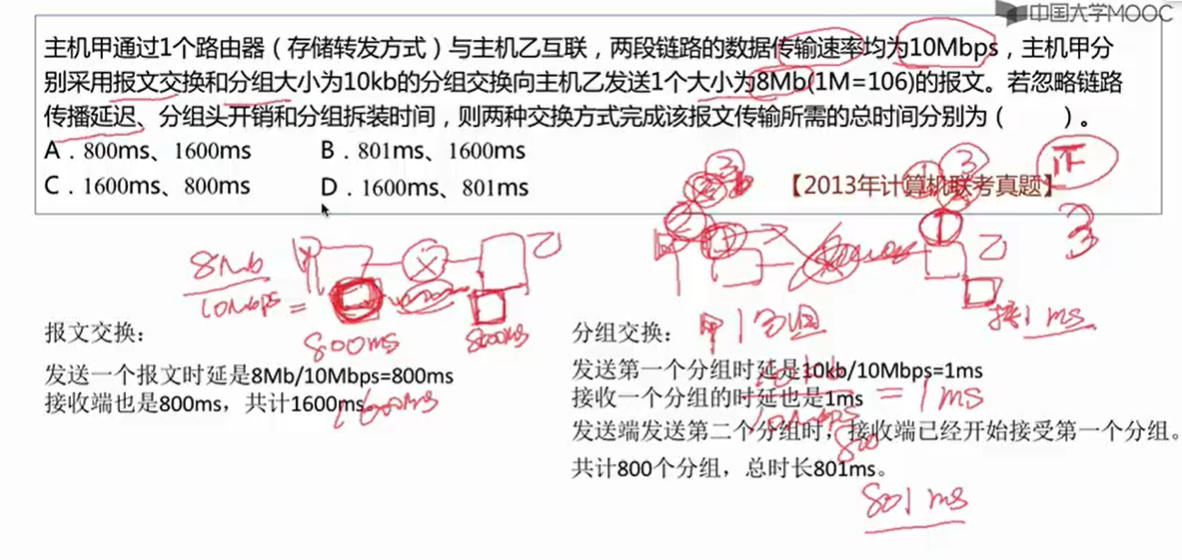 中国大学MOOC
主机甲通过1个路由器（存储转发方式）与主机乙互联，两段链路的数据传输速率均为10Mbps，主机甲分
别采用报文交换和分组大小为10kb的分组交换向主机乙发送1个大小为8Mb(1M=106)的报文。若忽略链路
传播延迟、分组头开销和分组拆装时间，则两种交换方式完成该报文传输所需的总时间分别为（　　）。
A．800ms、1600ms B．801ms、1600ms
C．1600ms、800ms D．1600ms、801ms
【2013年计算机联考真题】
8Mb
10Mbps =
乙
800ms
800ms
报文交换：
发送一个报文时延是8Mb/10Mbps=800ms
接收端也是800ms，共计1600ms
1600ms
乙
甲1分组
接1ms
分组交换：
发送第一个分组时延是10kb/10Mbps=1ms
接收一个分组的时延也是1ms
10kb
10Mbps
= 1ms
发送端发送第二个分组时，接收端已经开始接受第一个分组。
800
共计800个分组，总时长801ms。
801ms